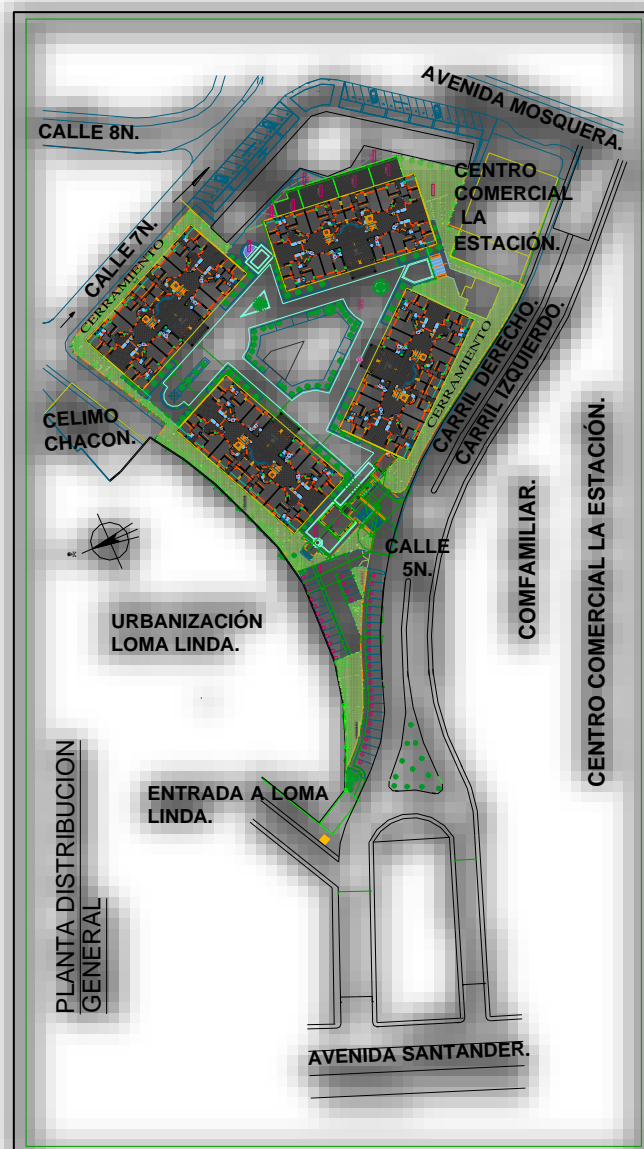 AVENIDA MOSQUERA.
CALLE 8N.
CENTRO
COMERCIAL
LA
ESTACIÓN.
CALLE 7N.
CERRAMIENTO
CERRAMIENTO
CARRIL DERECHO.
CARRIL IZQUIERDO.
CELIMO
CHACON.
CALLE
5N.
COMFAMILIAR.
CENTRO COMERCIAL LA ESTACIÓN.
URBANIZACIÓN
LOMA LINDA.
ENTRADA A LOMA
LINDA.
PLANTA DISTRIBUCION
GENERAL
AVENIDA SANTANDER.